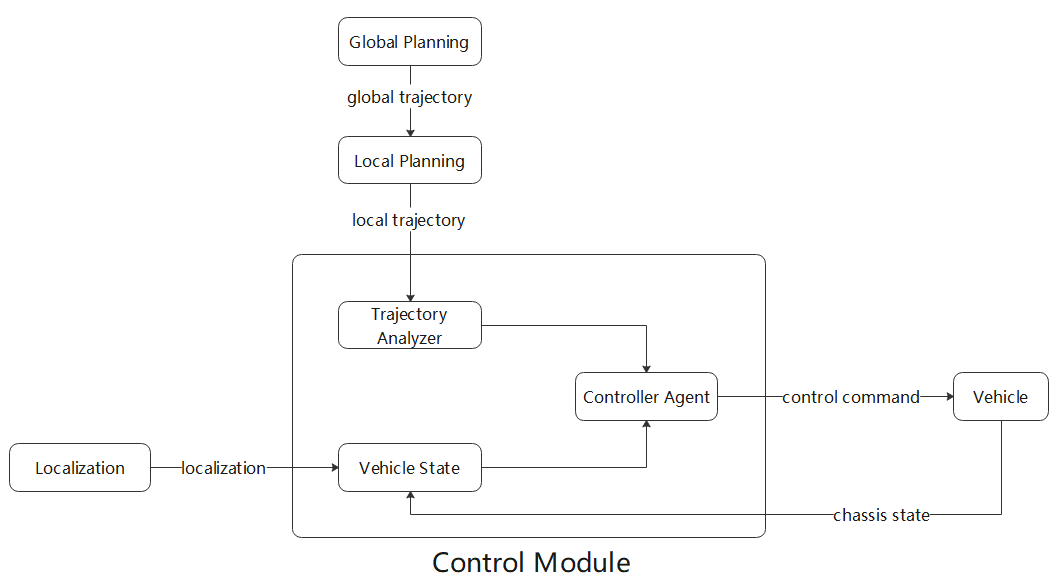 Global Planning
global trajectory
Local Planning
local trajectory
Trajectory
Analyzer
Controller Agent
control command
Vehicle
Localization
localization
Vehicle State
chassis state
Control Module